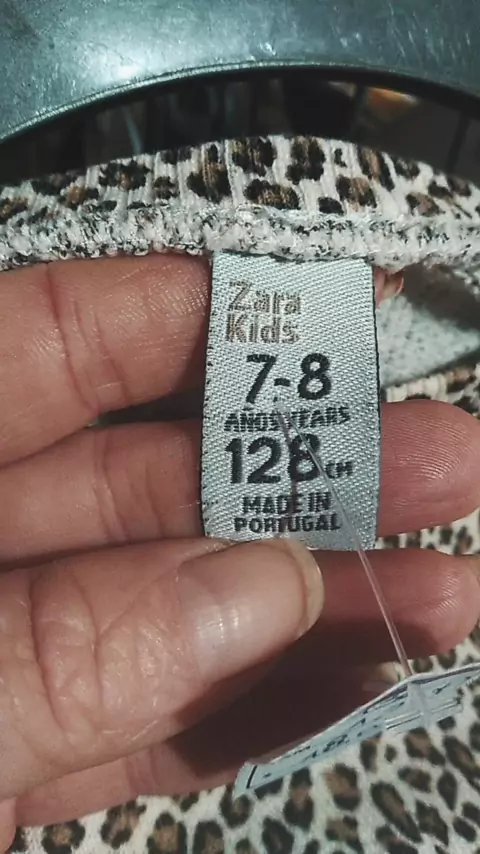 Zara
Kids
7-8
AÑOS YEARS
128 CM
MADE IN
PORTUGAL